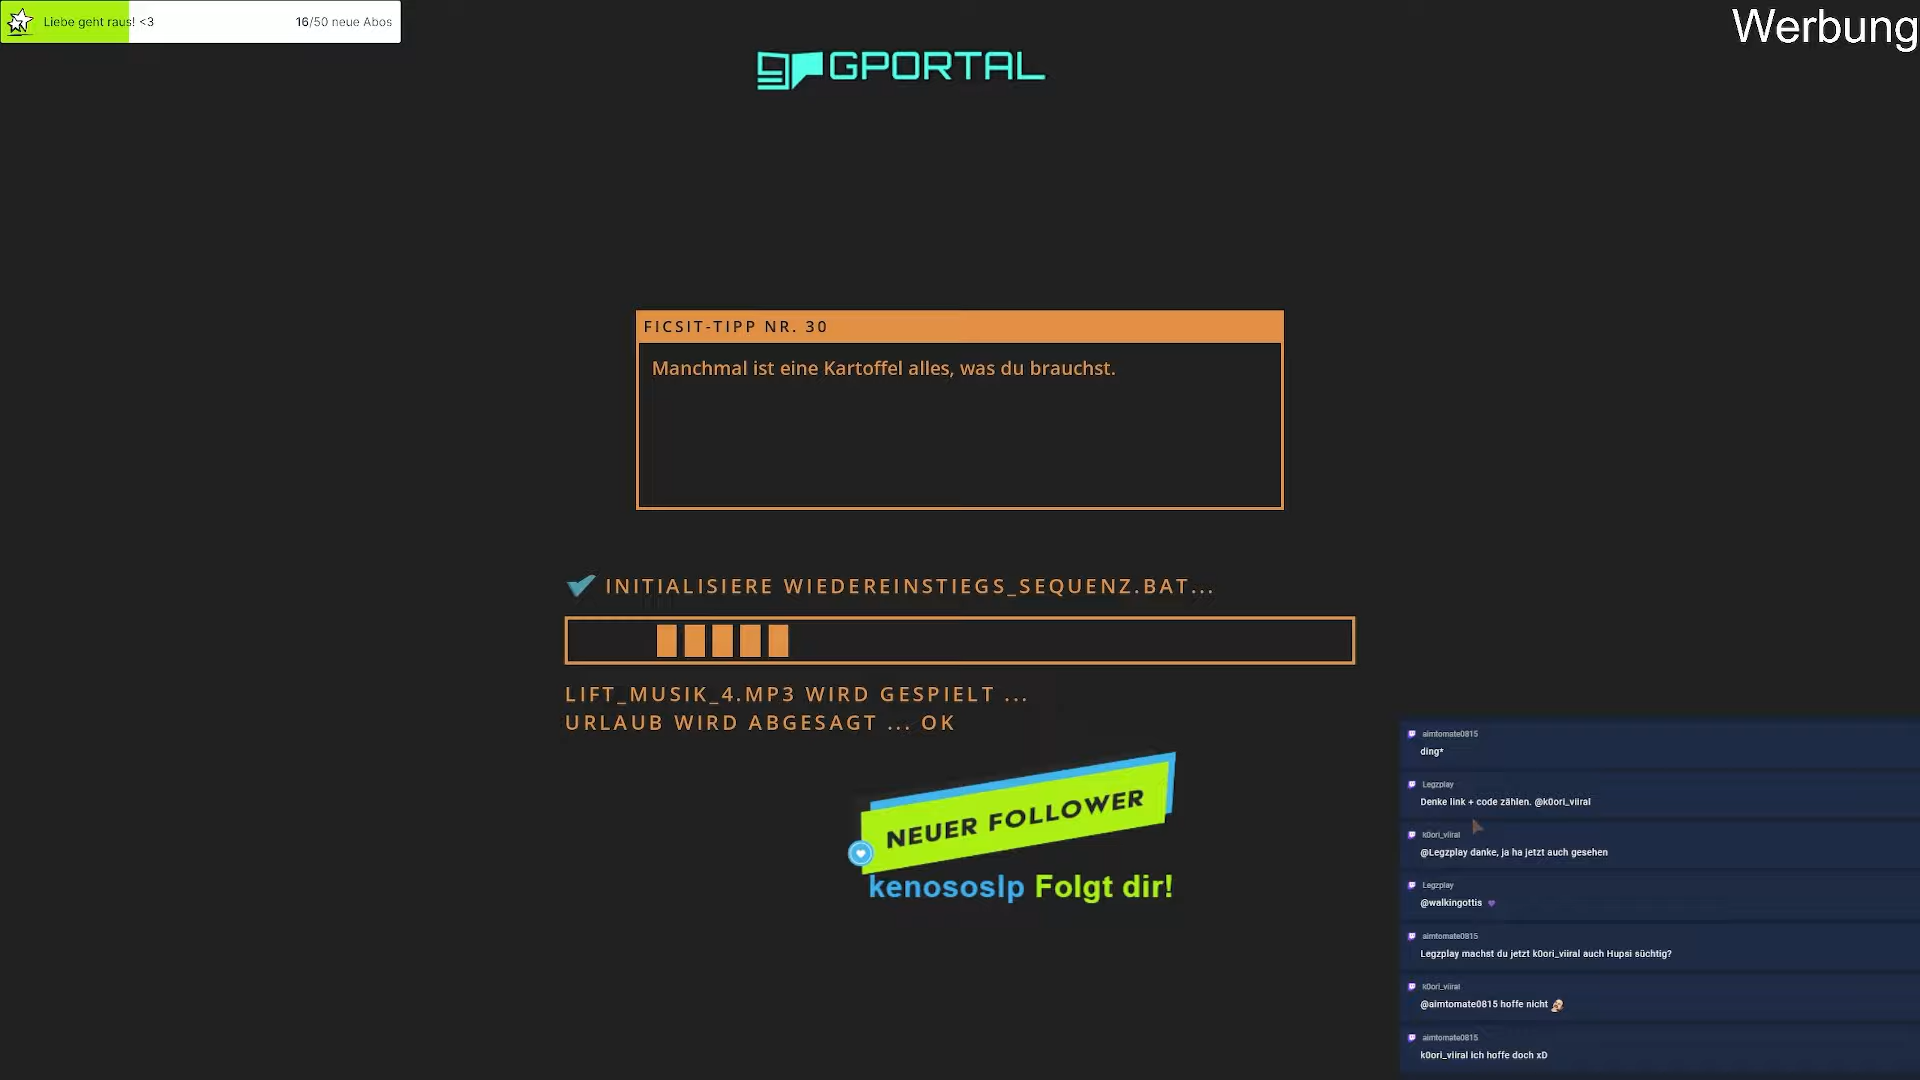 Liebe geht raus! <3
16/50 neue Abos
Werbung
GPORTAL
FICSIT-TIPP NR. 30
Manchmal ist eine Kartoffel alles, was du brauchst.
INITIALISIERE WIEDEREINSTIEGS_SEQUENZ.BAT...
LIFT_MUSIK_4.MP3 WIRD GESPIELT ...
URLAUB WIRD ABGESAGT ... OK
NEUER FOLLOWER
kenososlp Folgt dir!
aimtomate0815
ding*
Legzplay
Denke link + code zählen. @k0ori_viiral
k0ori_viiral
@Legzplay danke, ja ha jetzt auch gesehen
Legzplay
@walkingottis 💜
aimtomate0815
Legzplay machst du jetzt k0ori_viiral auch Hupsi süchtig?
k0ori_viiral
@aimtomate0815 hoffe nicht
aimtomate0815
k0ori_viiral ich hoffe doch xD